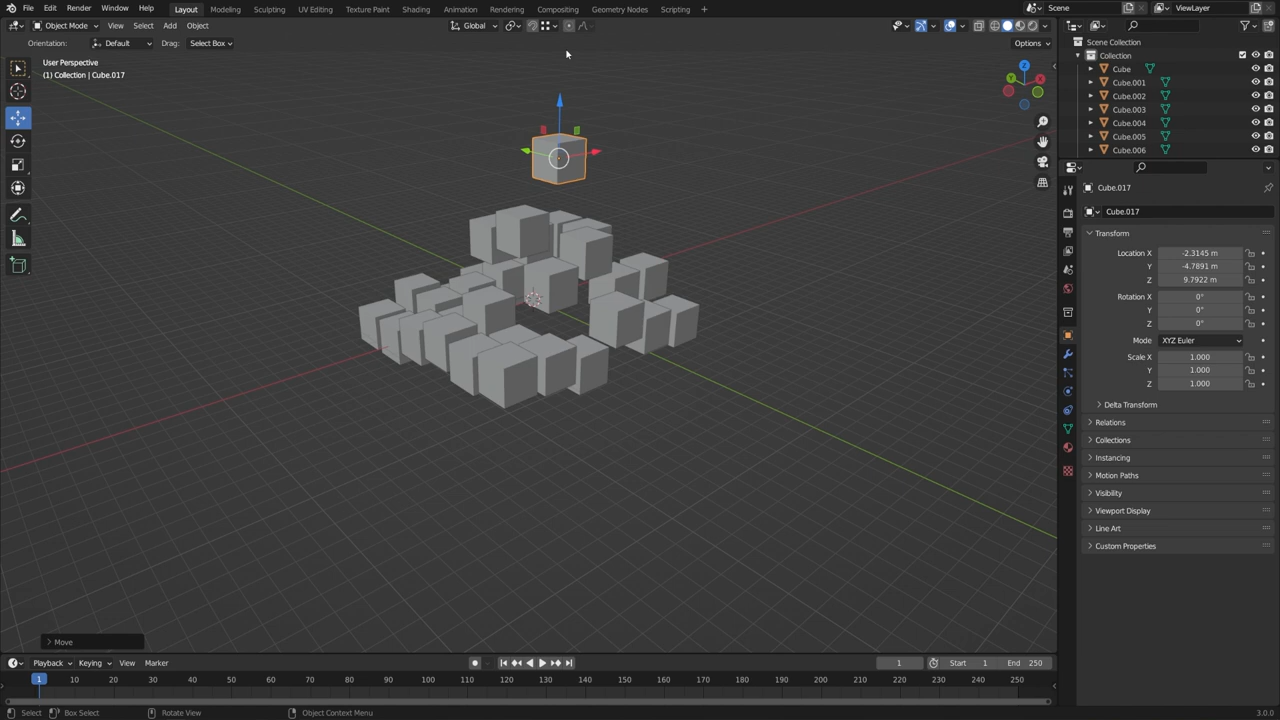 File Edit Render Window Help Layout Modeling Sculpting UV Editing Texture Paint Shading Animation Rendering Compositing Geometry Nodes Scripting + Scene ViewLayer
Object Mode View Select Add Object Global
Orientation: Default Drag: Select Box Options
User Perspective
(1) Collection | Cube.017
Z
Y
X
Move
Scene Collection
Collection
Cube
Cube.001
Cube.002
Cube.003
Cube.004
Cube.005
Cube.006
Cube.017
Cube.017
Transform
Location X -2.3145 m
Y -4.7891 m
Z 9.7922 m
Rotation X 0°
Y 0°
Z 0°
Mode XYZ Euler
Scale X 1.000
Y 1.000
Z 1.000
Delta Transform
Relations
Collections
Instancing
Motion Paths
Visibility
Viewport Display
Line Art
Custom Properties
Playback Keying View Marker 1 Start 1 End 250
1 10 20 30 40 50 60 70 80 90 100 110 120 130 140 150 160 170 180 190 200 210 220 230 240 250
Select Box Select Rotate View Object Context Menu 3.0.0